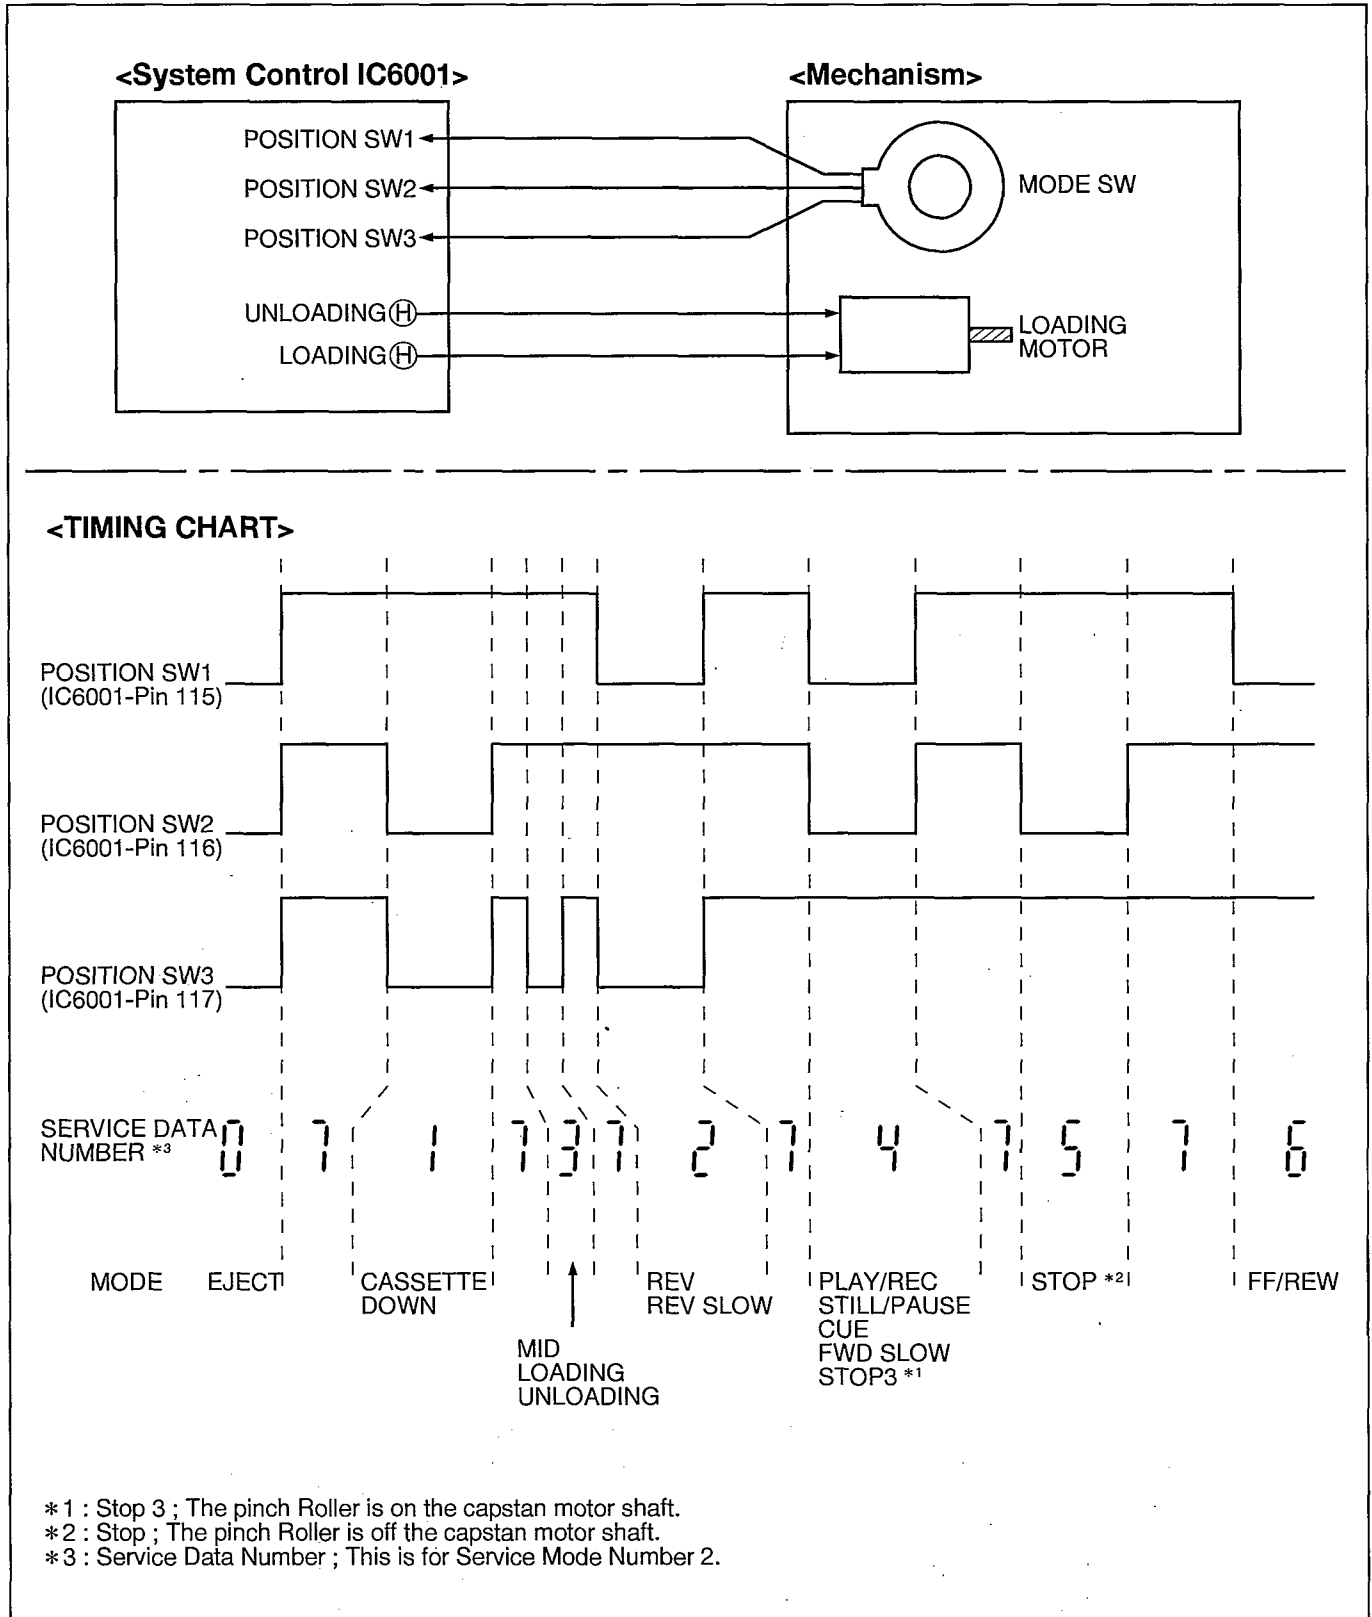 <System Control IC6001>
<Mechanism>
POSITION SW1
POSITION SW2
POSITION SW3
MODE SW
UNLOADING Ⓗ
LOADING Ⓗ
LOADING
MOTOR
<TIMING CHART>
POSITION SW1
(IC6001-Pin 115)
POSITION SW2
(IC6001-Pin 116)
POSITION SW3
(IC6001-Pin 117)
SERVICE DATA
NUMBER *3
0 7 1 7 3 7 2 7 4 7 5 7 6
MODE
EJECT
CASSETTE
DOWN
MID
LOADING
UNLOADING
REV
REV SLOW
PLAY/REC
STILL/PAUSE
CUE
FWD SLOW
STOP3 *1
STOP *2
FF/REW
*1 : Stop 3 ; The pinch Roller is on the capstan motor shaft.
*2 : Stop ; The pinch Roller is off the capstan motor shaft.
*3 : Service Data Number ; This is for Service Mode Number 2.